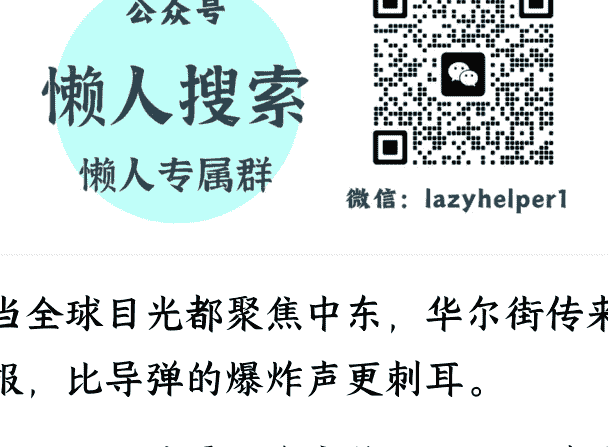 公众号
懒人搜索
懒人专属群
微信：lazyhelper1
当全球目光都聚焦中东，华尔街传来
报，比导弹的爆炸声更刺耳。